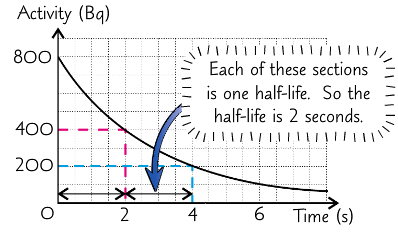 Activity (Bq)
800
Each of these sections
is one half-life. So the
half-life is 2 seconds.
400
200
0 2 4 6 Time (s)